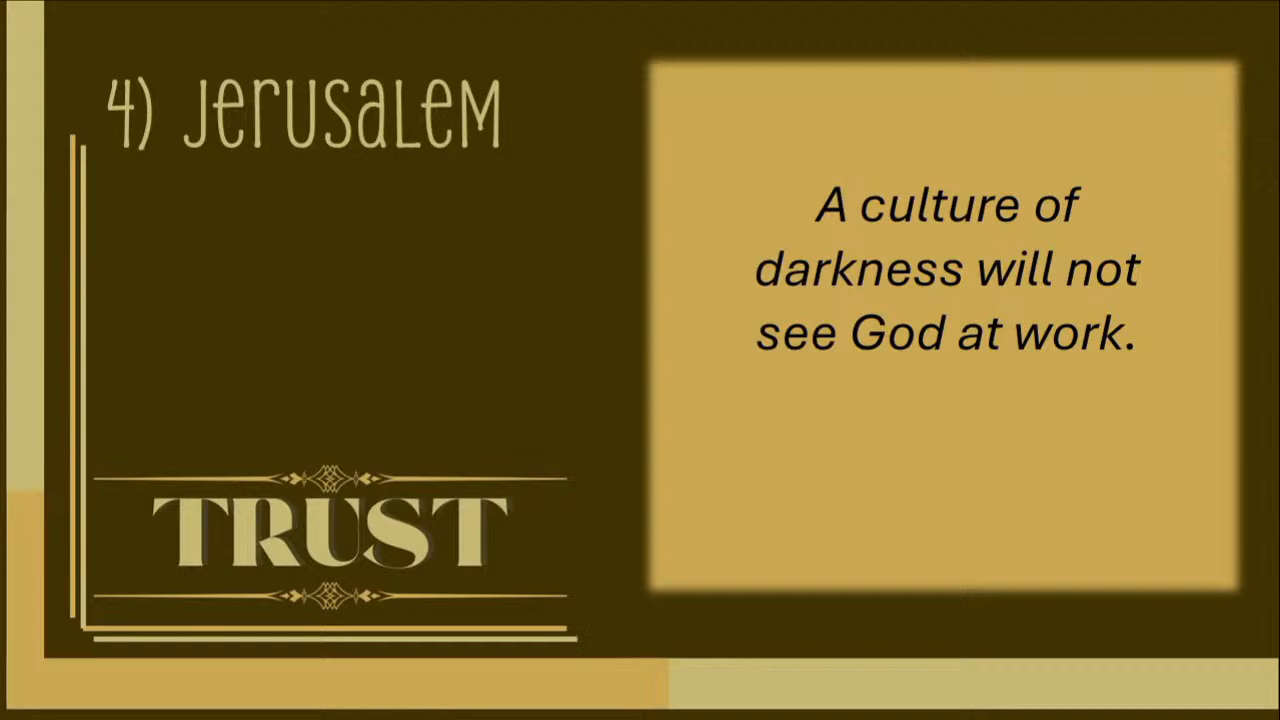 4) Jerusalem
A culture of
darkness will not
see God at work.
TRUST